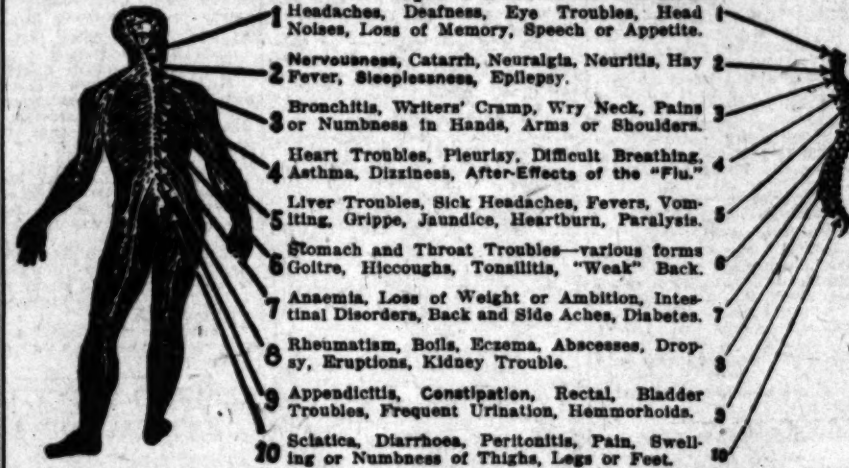 1 Headaches, Deafness, Eye Troubles, Head 1
Noises, Loss of Memory, Speech or Appetite.
Nervousness, Catarrh, Neuralgia, Neuritis, Hay
2 Fever, Sleeplessness, Epilepsy. 2
Bronchitis, Writers' Cramp, Wry Neck, Pains
3 or Numbness in Hands, Arms or Shoulders. 3
Heart Troubles, Pleurisy, Difficult Breathing,
4 Asthma, Dizziness, After-Effects of the "Flu." 4
Liver Troubles, Sick Headaches, Fevers, Vom-
5 iting, Grippe, Jaundice, Heartburn, Paralysis. 5
Stomach and Throat Troubles—various forms
6 Goitre, Hiccoughs, Tonsilitis, "Weak" Back. 6
Anaemia, Loss of Weight or Ambition, Intes-
7 tinal Disorders, Back and Side Aches, Diabetes. 7
Rheumatism, Boils, Eczema, Abscesses, Drop-
8 sy, Eruptions, Kidney Trouble. 8
Appendicitis, Constipation, Rectal, Bladder
9 Troubles, Frequent Urination, Hemmorhoids. 9
Sciatica, Diarrhoea, Peritonitis, Pain, Swell-
10 ing or Numbness of Thighs, Legs or Feet. 10